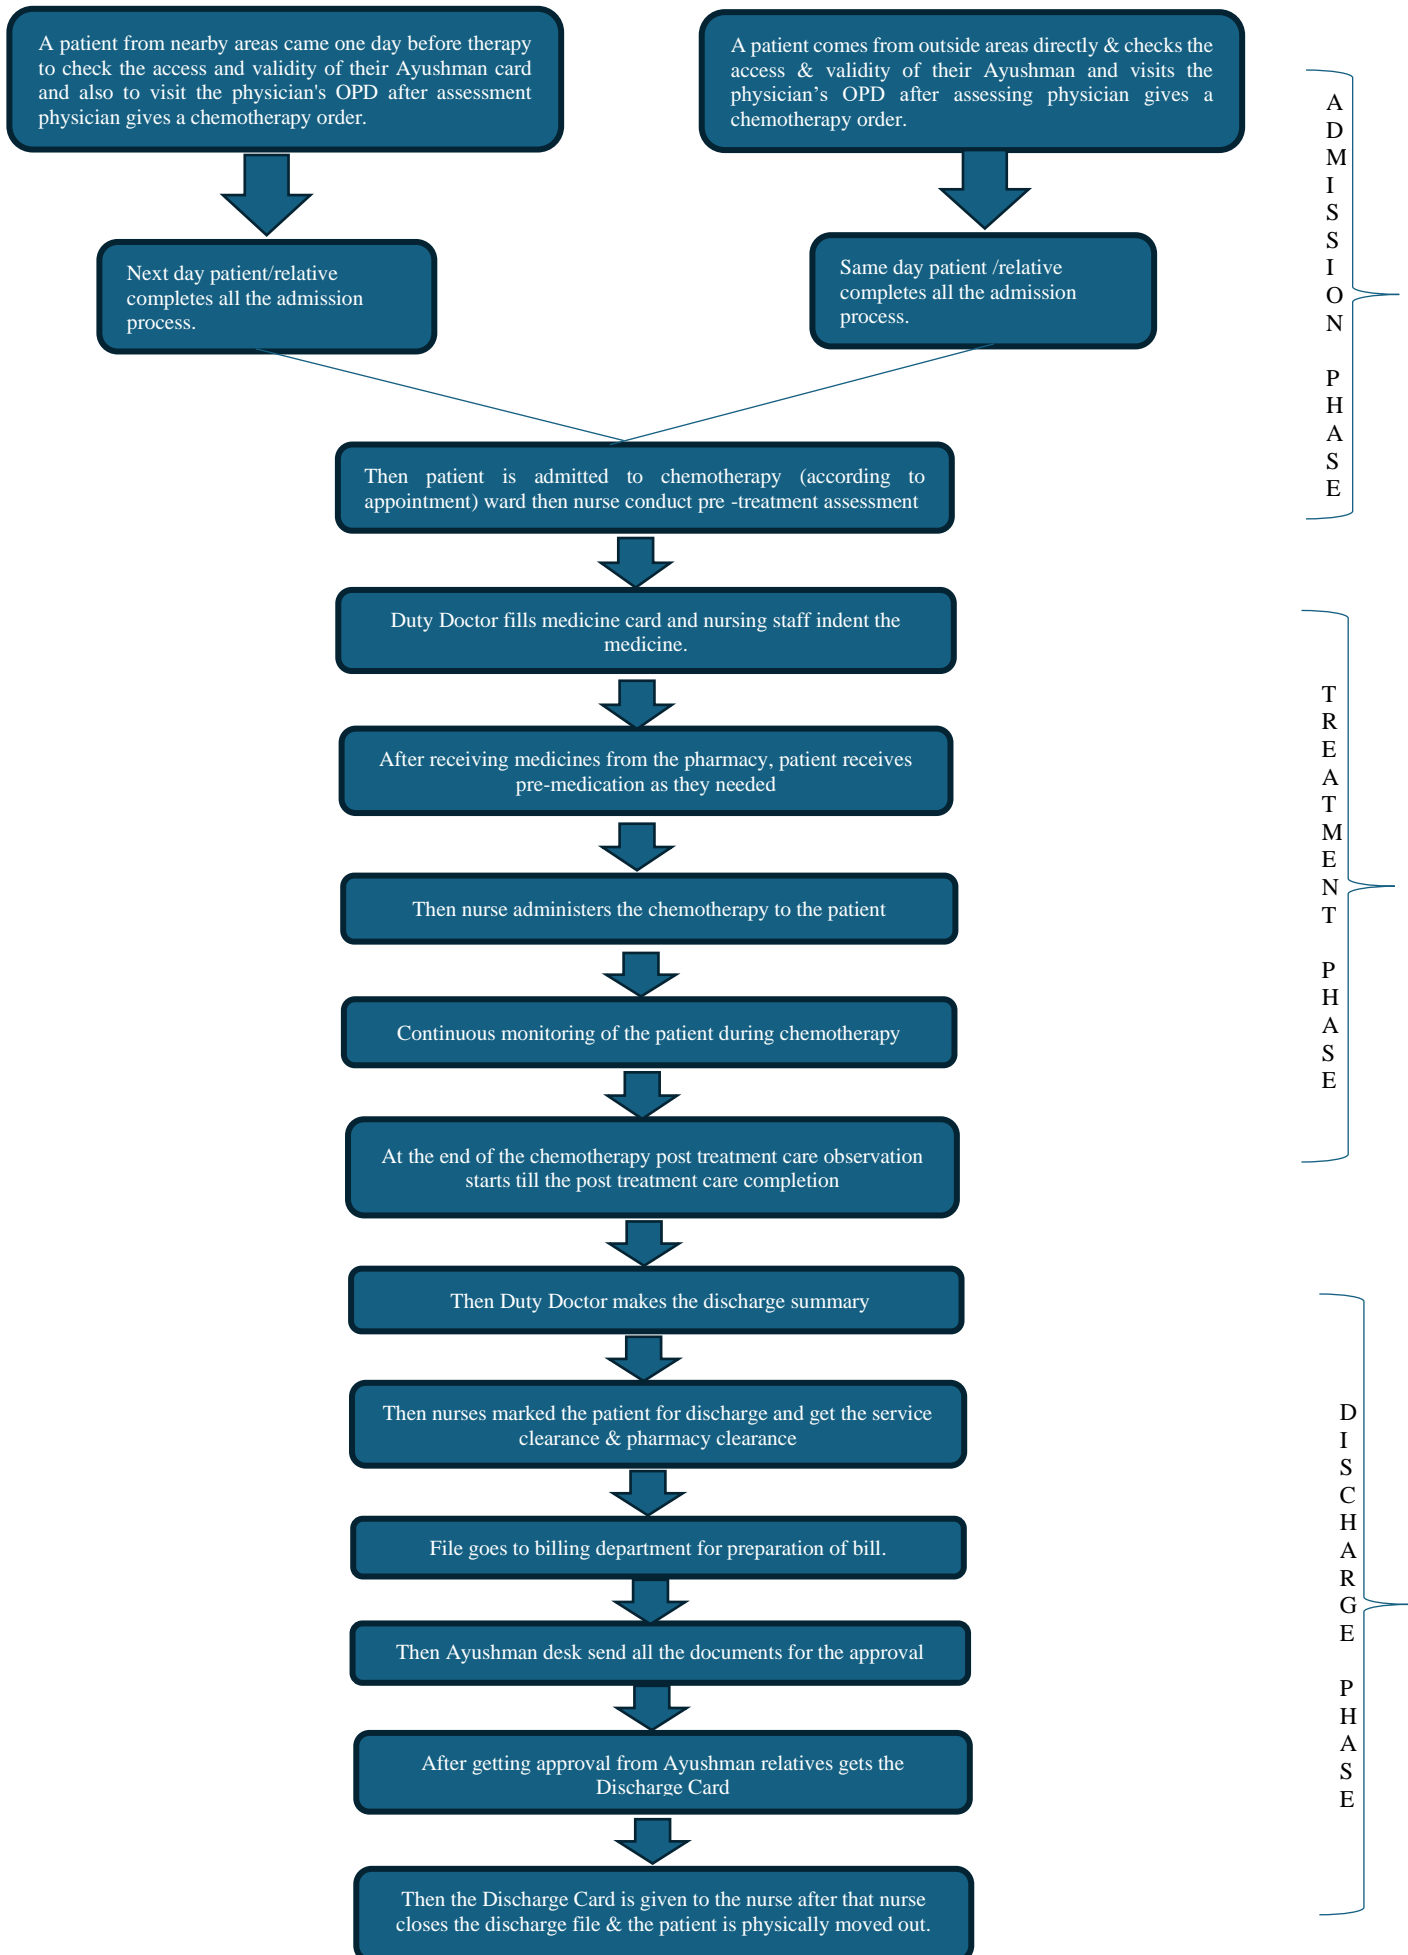 A patient from nearby areas came one day before therapy
to check the access and validity of their Ayushman card
and also to visit the physician's OPD after assessment
physician gives a chemotherapy order.
A patient comes from outside areas directly & checks the
access & validity of their Ayushman and visits the
physician’s OPD after assessing physician gives a
chemotherapy order.
Next day patient/relative
completes all the admission
process.
Same day patient /relative
completes all the admission
process.
ADMISSION PHASE
Then patient is admitted to chemotherapy (according to
appointment) ward then nurse conduct pre -treatment assessment
Duty Doctor fills medicine card and nursing staff indent the
medicine.
After receiving medicines from the pharmacy, patient receives
pre-medication as they needed
Then nurse administers the chemotherapy to the patient
Continuous monitoring of the patient during chemotherapy
At the end of the chemotherapy post treatment care observation
starts till the post treatment care completion
TREATMENT PHASE
Then Duty Doctor makes the discharge summary
Then nurses marked the patient for discharge and get the service
clearance & pharmacy clearance
File goes to billing department for preparation of bill.
Then Ayushman desk send all the documents for the approval
After getting approval from Ayushman relatives gets the
Discharge Card
Then the Discharge Card is given to the nurse after that nurse
closes the discharge file & the patient is physically moved out.
DISCHARGE PHASE